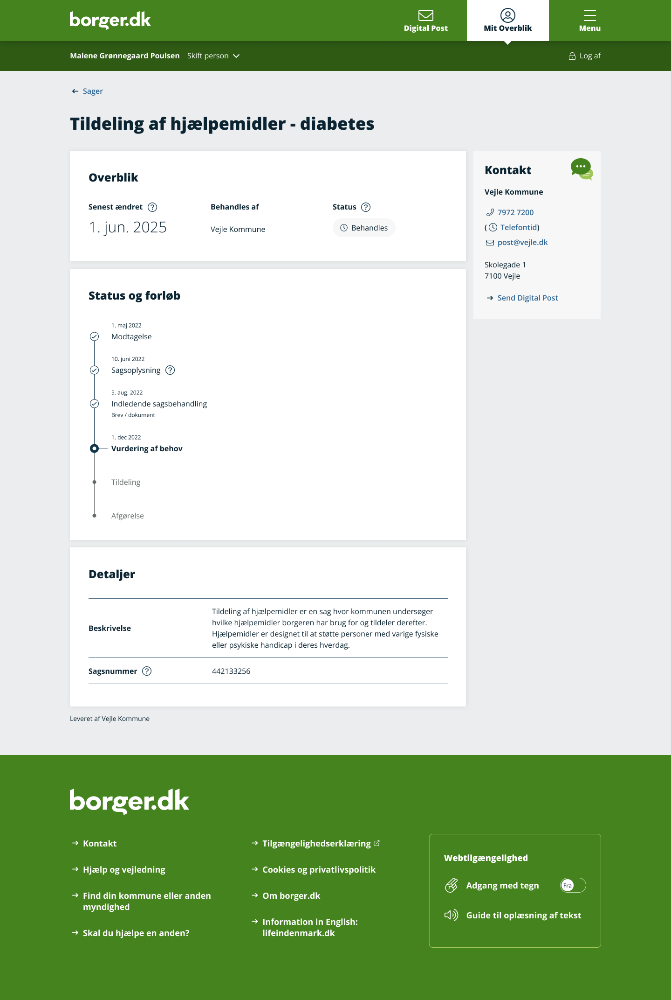 borger.dk
Digital Post
Mit Overblik
Menu
Malene Grønnegaard Poulsen Skift person
Log af
Sager
Tildeling af hjælpemidler - diabetes
Overblik
Senest ændret
1. jun. 2025
Behandles af
Vejle Kommune
Status
Behandles
Kontakt
Vejle Kommune
7972 7200
(Telefontid)
post@vejle.dk
Skolegade 1
7100 Vejle
Send Digital Post
Status og forløb
1. maj 2022
Modtagelse
10. juni 2022
Sagsoplysning
5. aug. 2022
Indledende sagsbehandling
Brev / dokument
1. dec 2022
Vurdering af behov
Tildeling
Afgørelse
Detaljer
Beskrivelse
Tildeling af hjælpemidler er en sag hvor kommunen undersøger
hvilke hjælpemidler borgeren har brug for og tildeler derefter.
Hjælpemidler er designet til at støtte personer med varige fysiske
eller psykiske handicap i deres hverdag.
Sagsnummer
442133256
Leveret af Vejle Kommune
borger.dk
Kontakt
Hjælp og vejledning
Find din kommune eller anden
myndighed
Skal du hjælpe en anden?
Tilgængelighedserklæring
Cookies og privatlivspolitik
Om borger.dk
Information in English:
lifeindenmark.dk
Webtilgængelighed
Adgang med tegn
Fra
Guide til oplæsning af tekst